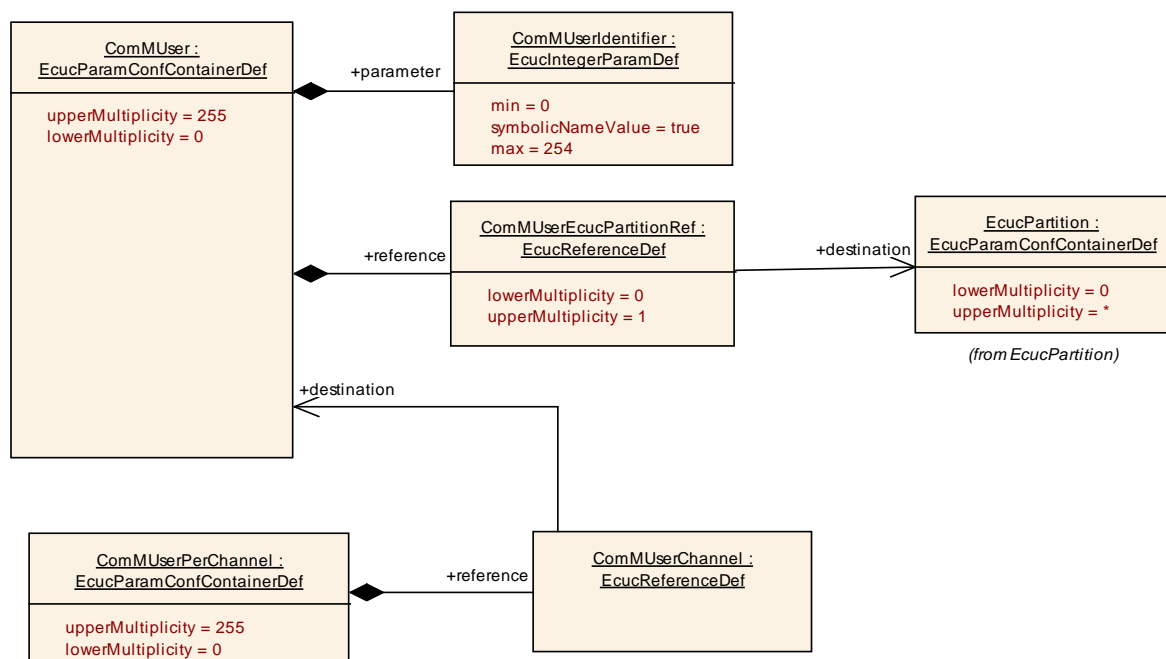 ComMUser :
EcucParamConfContainerDef
upperMultiplicity = 255
lowerMultiplicity = 0
+parameter
ComMUserIdentifier :
EcucIntegerParamDef
min = 0
symbolicNameValue = true
max = 254
+reference
ComMUserEcucPartitionRef :
EcucReferenceDef
lowerMultiplicity = 0
upperMultiplicity = 1
+destination
EcucPartition :
EcucParamConfContainerDef
lowerMultiplicity = 0
upperMultiplicity = *
(from EcucPartition)
+destination
ComMUserPerChannel :
EcucParamConfContainerDef
upperMultiplicity = 255
lowerMultiplicity = 0
+reference
ComMUserChannel :
EcucReferenceDef